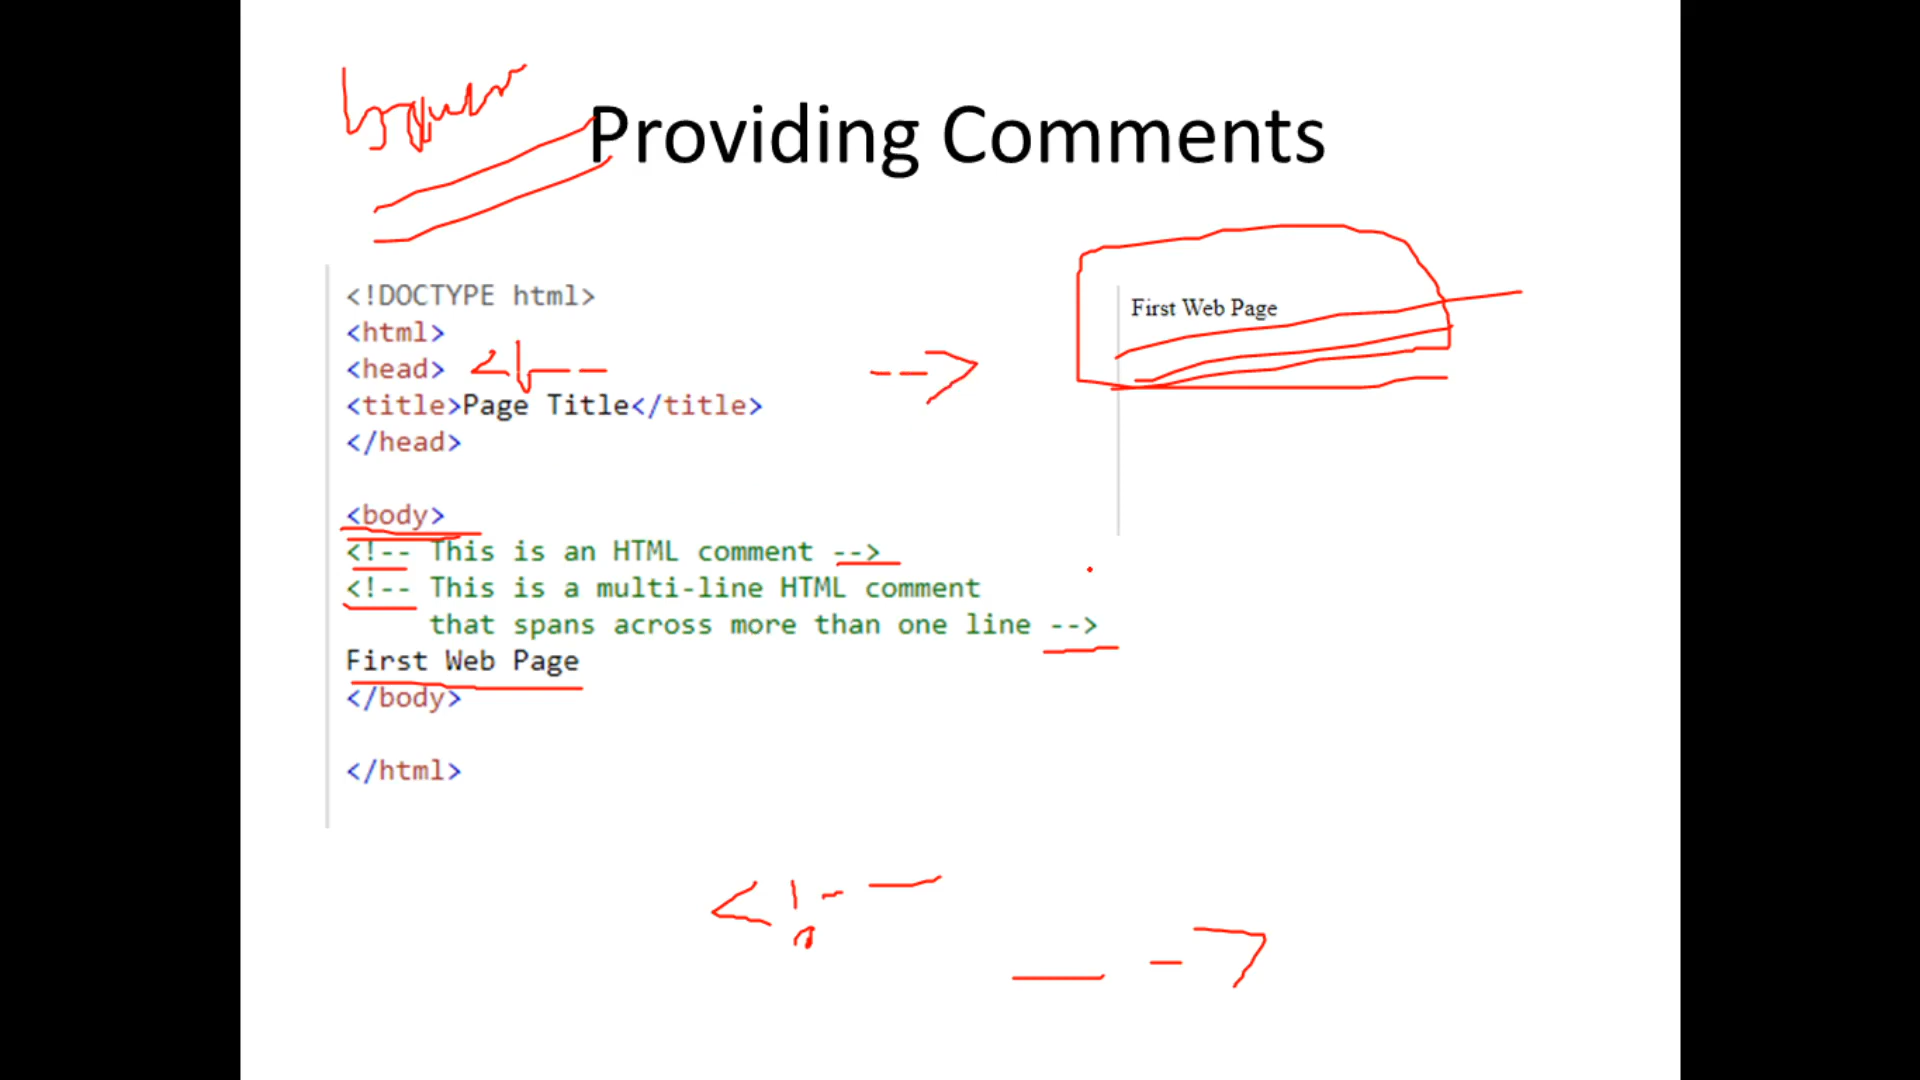 Providing Comments
<!DOCTYPE html>
<html>
<head> <!-- -->
<title>Page Title</title>
</head>
<body>
<!-- This is an HTML comment -->
<!-- This is a multi-line HTML comment
that spans across more than one line -->
First Web Page
</body>
</html>
First Web Page
<!-- -->